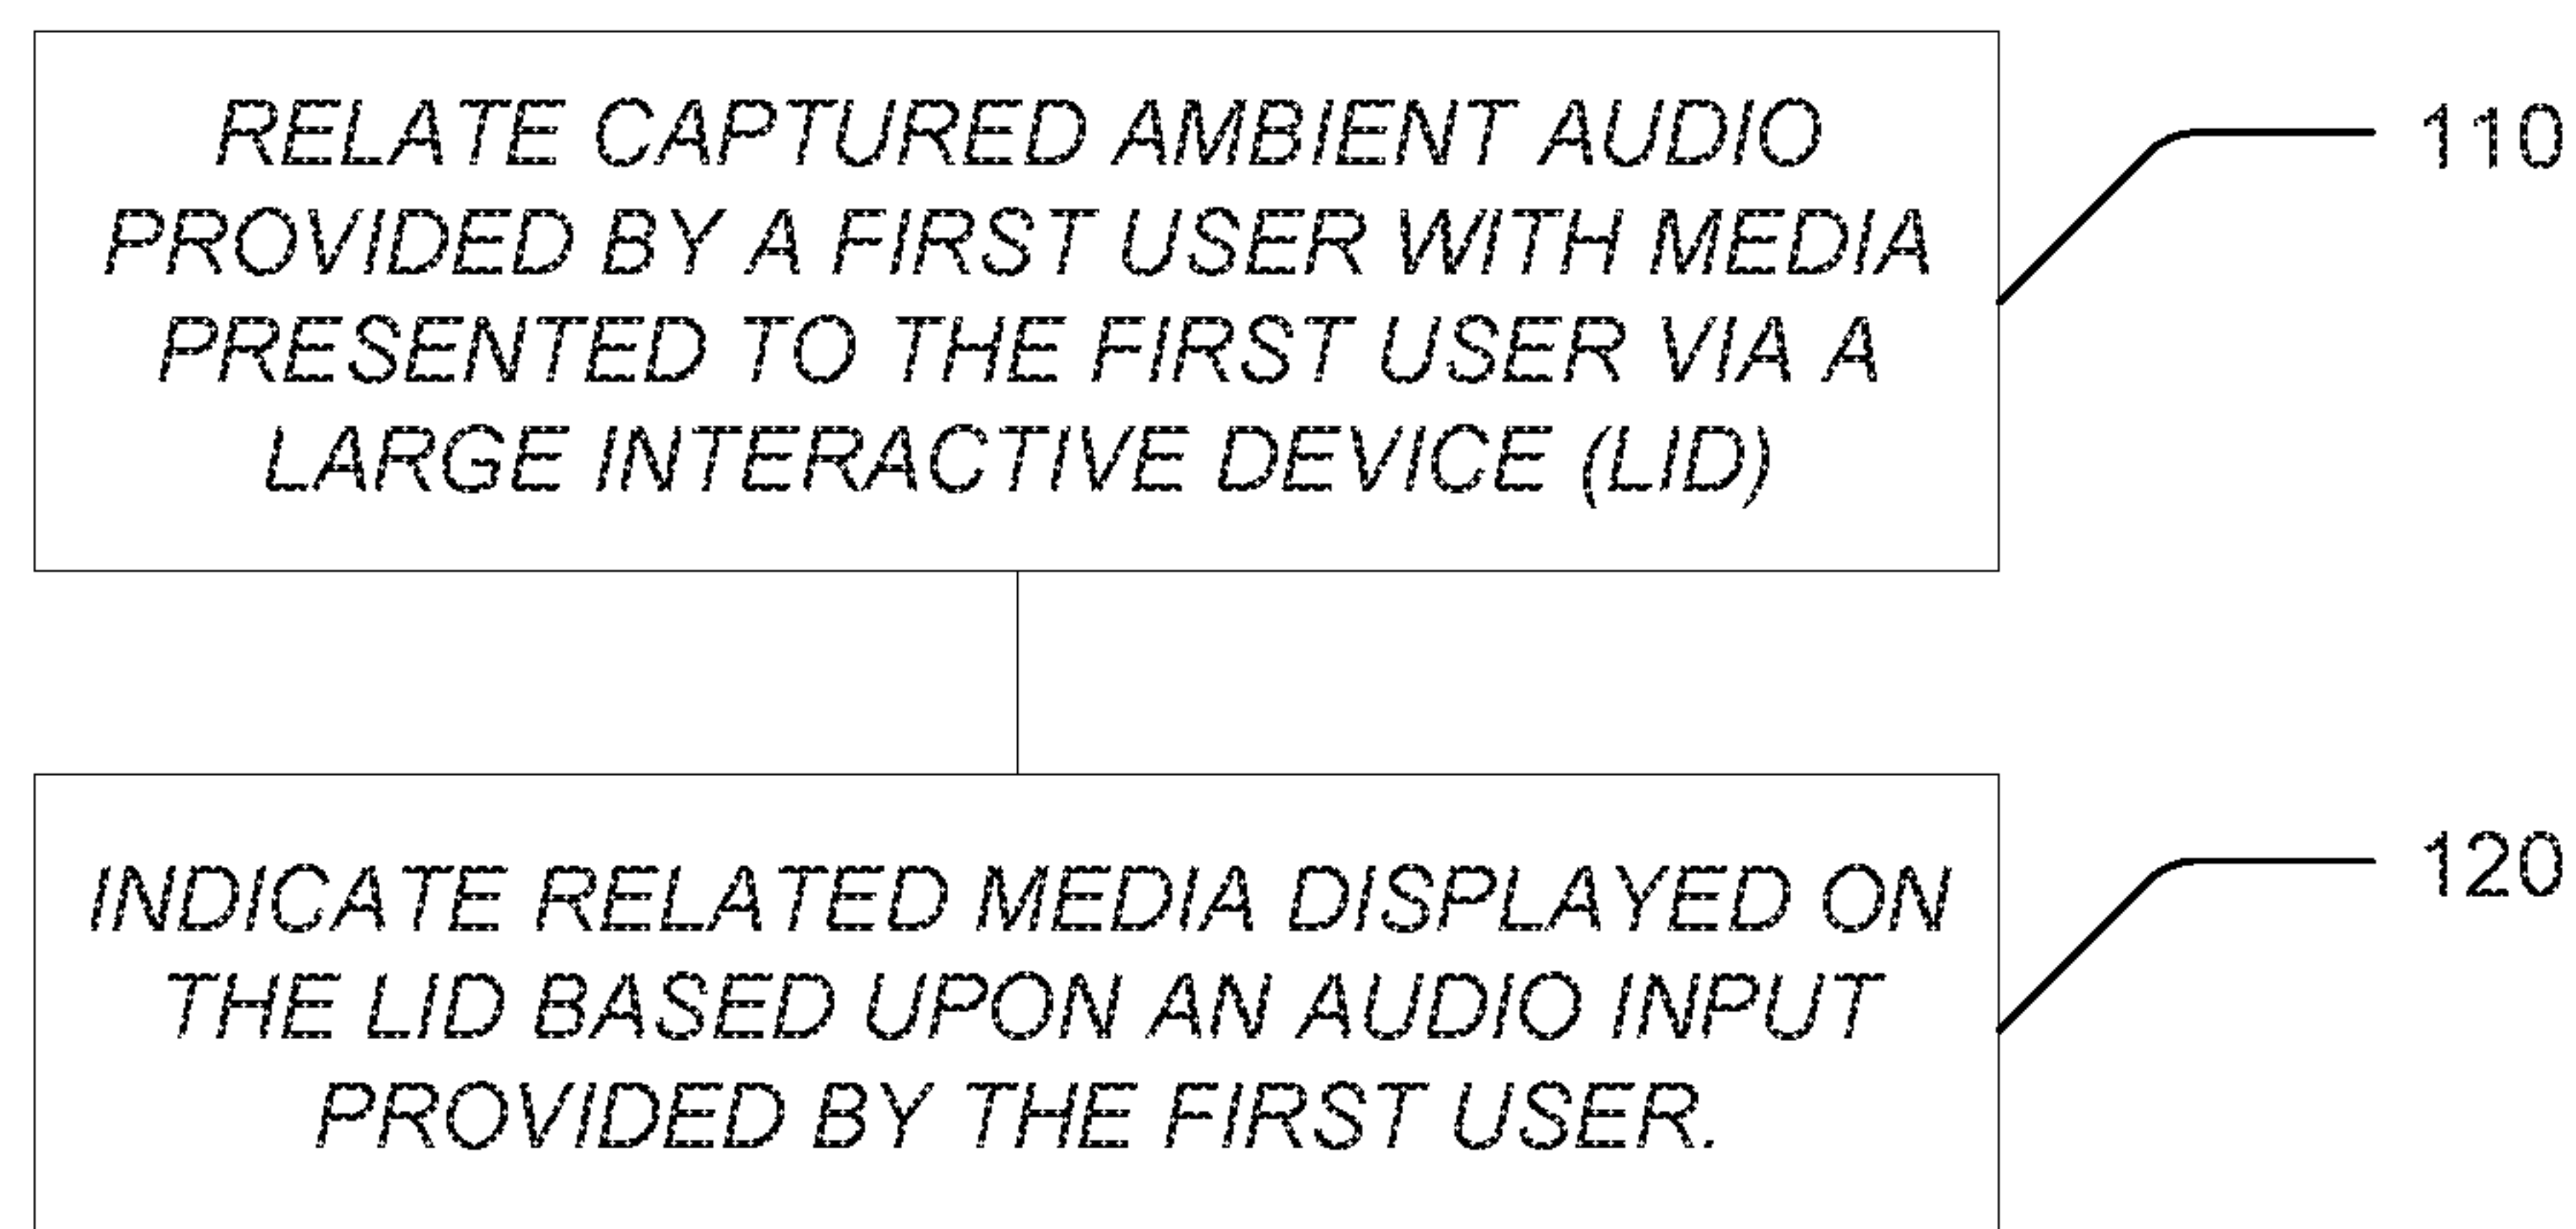 RELATE CAPTURED AMBIENT AUDIO
PROVIDED BY A FIRST USER WITH MEDIA
PRESENTED TO THE FIRST USER VIA A
LARGE INTERACTIVE DEVICE (LID)
110
INDICATE RELATED MEDIA DISPLAYED ON
THE LID BASED UPON AN AUDIO INPUT
PROVIDED BY THE FIRST USER.
120